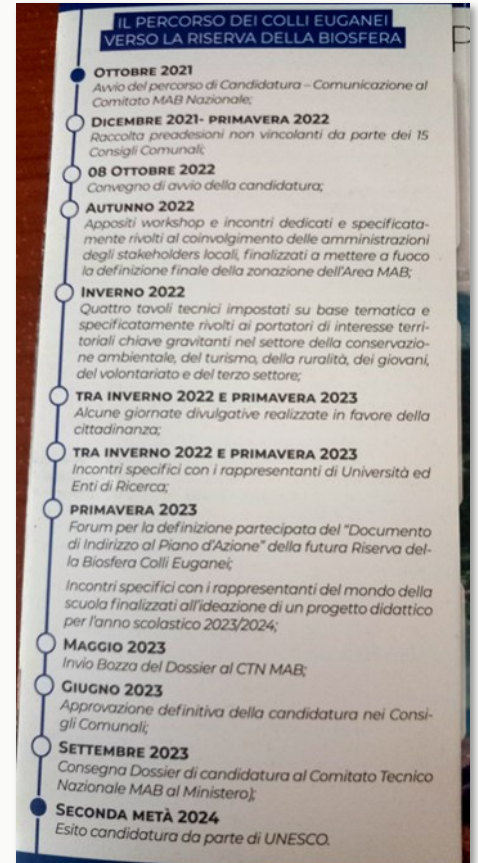 IL PERCORSO DEI COLLI EUGANEI
VERSO LA RISERVA DELLA BIOSFERA
OTTOBRE 2021
Avvio del percorso di Candidatura – Comunicazione al
Comitato MAB Nazionale;
DICEMBRE 2021- PRIMAVERA 2022
Raccolta preadesioni non vincolanti da parte dei 15
Consigli Comunali;
08 OTTOBRE 2022
Convegno di avvio della candidatura;
AUTUNNO 2022
Appositi workshop e incontri dedicati e specificata-
mente rivolti al coinvolgimento delle amministrazioni
degli stakeholders locali, finalizzati a mettere a fuoco
la definizione finale della zonazione dell'Area MAB;
INVERNO 2022
Quattro tavoli tecnici impostati su base tematica e
specificatamente rivolti ai portatori di interesse terri-
toriali chiave gravitanti nel settore della conservazio-
ne ambientale, del turismo, della ruralità, dei giovani,
del volontariato e del terzo settore;
TRA INVERNO 2022 E PRIMAVERA 2023
Alcune giornate divulgative realizzate in favore della
cittadinanza;
TRA INVERNO 2022 E PRIMAVERA 2023
Incontri specifici con i rappresentanti di Università ed
Enti di Ricerca;
PRIMAVERA 2023
Forum per la definizione partecipata del "Documento
di Indirizzo al Piano d'Azione" della futura Riserva del-
la Biosfera Colli Euganei;
Incontri specifici con i rappresentanti del mondo della
scuola finalizzati all'ideazione di un progetto didattico
per l'anno scolastico 2023/2024;
MAGGIO 2023
Invio Bozza del Dossier al CTN MAB;
GIUGNO 2023
Approvazione definitiva della candidatura nei Consi-
gli Comunali;
SETTEMBRE 2023
Consegna Dossier di candidatura al Comitato Tecnico
Nazionale MAB al Ministero);
SECONDA METÀ 2024
Esito candidatura da parte di UNESCO.